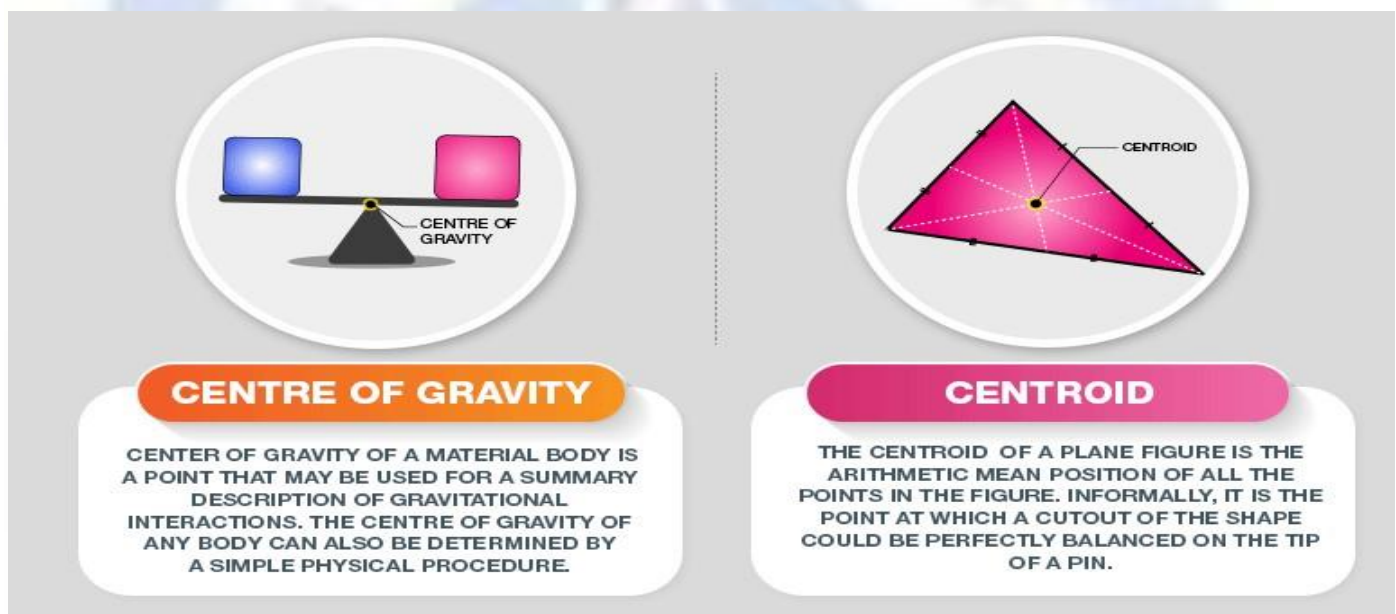 CENTRE OF
GRAVITY
CENTROID
CENTRE OF GRAVITY
CENTER OF GRAVITY OF A MATERIAL BODY IS
A POINT THAT MAY BE USED FOR A SUMMARY
DESCRIPTION OF GRAVITATIONAL
INTERACTIONS. THE CENTRE OF GRAVITY OF
ANY BODY CAN ALSO BE DETERMINED BY
A SIMPLE PHYSICAL PROCEDURE.
CENTROID
THE CENTROID OF A PLANE FIGURE IS THE
ARITHMETIC MEAN POSITION OF ALL THE
POINTS IN THE FIGURE. INFORMALLY, IT IS THE
POINT AT WHICH A CUTOUT OF THE SHAPE
COULD BE PERFECTLY BALANCED ON THE TIP
OF A PIN.